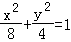 x²/8 + y²/4 = 1